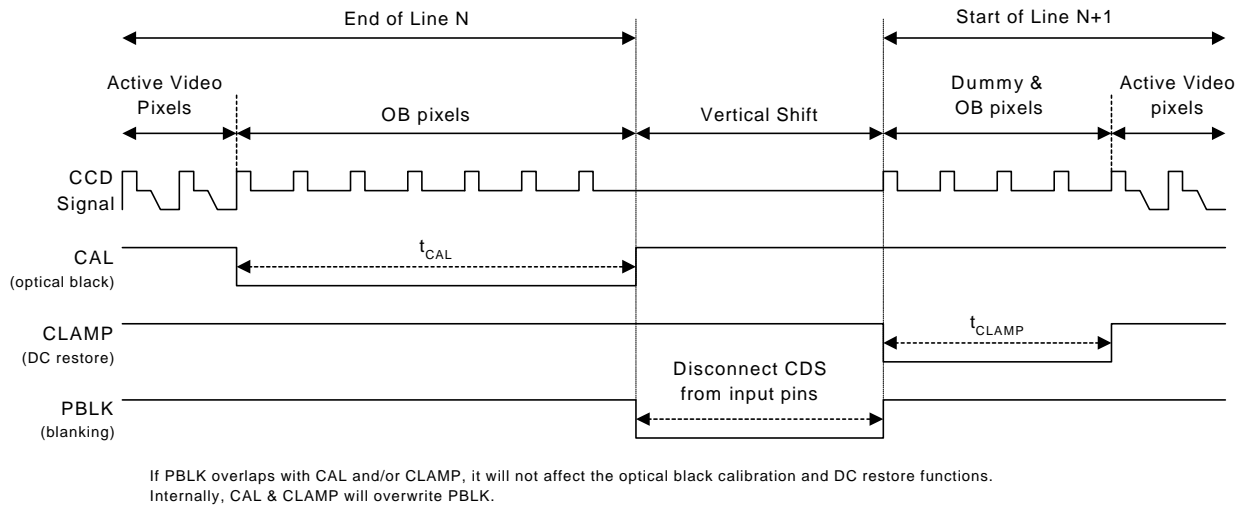 End of Line N
Start of Line N+1
Active Video
Pixels
OB pixels
Vertical Shift
Dummy &
OB pixels
Active Video
pixels
CCD
Signal
CAL
(optical black)
tCAL
CLAMP
(DC restore)
tCLAMP
Disconnect CDS
from input pins
PBLK
(blanking)
If PBLK overlaps with CAL and/or CLAMP, it will not affect the optical black calibration and DC restore functions.
Internally, CAL & CLAMP will overwrite PBLK.